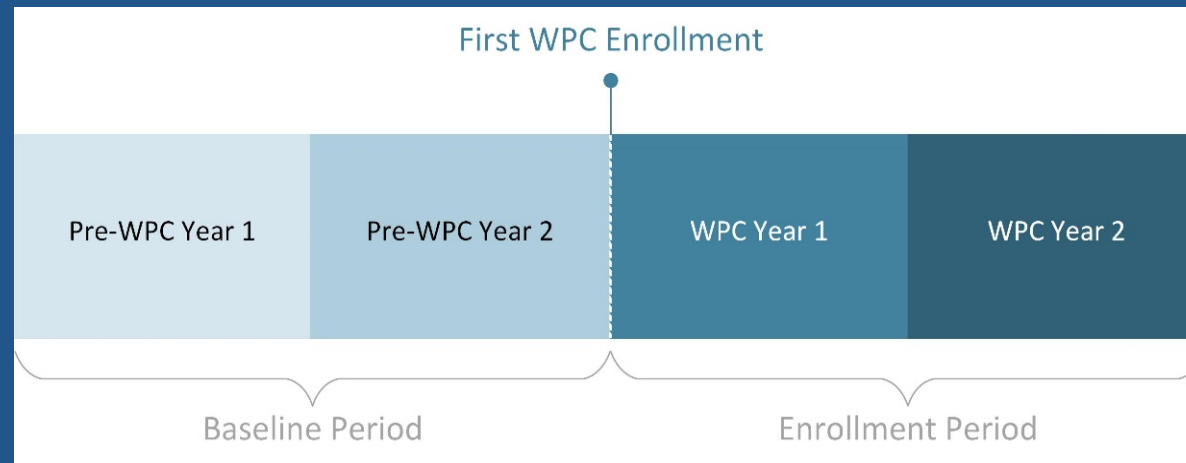 First WPC Enrollment
Pre-WPC Year 1
Pre-WPC Year 2
WPC Year 1
WPC Year 2
Baseline Period
Enrollment Period